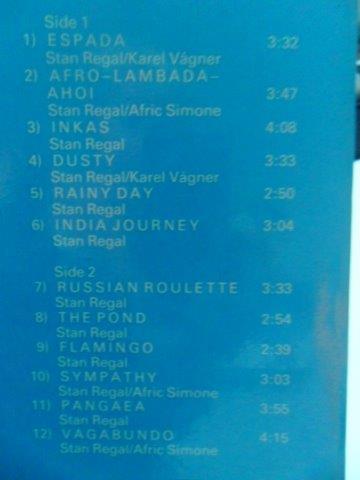 Side 1
1) ESPADA 3:32
Stan Regal/Karel Vágner
2) AFRO-LAMBADA-
AHOI 3:47
Stan Regal/Afric Simone
3) INKAS 4:08
Stan Regal
4) DUSTY 3:33
Stan Regal/Karel Vágner
5) RAINY DAY 2:50
Stan Regal
6) INDIA JOURNEY 3:04
Stan Regal
Side 2
7) RUSSIAN ROULETTE 3:33
Stan Regal
8) THE POND 2:54
Stan Regal
9) FLAMINGO 2:39
Stan Regal
10) SYMPATHY 3:03
Stan Regal/Afric Simone
11) PANGAEA 3:55
Stan Regal
12) VAGABUNDO 4:15
Stan Regal/Afric Simone